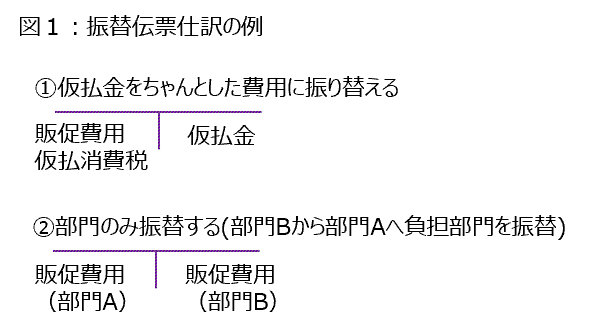 図１：振替伝票仕訳の例
①仮払金をちゃんとした費用に振り替える
販促費用 仮払金
仮払消費税
②部門のみ振替する(部門Bから部門Aへ負担部門を振替)
販促費用 販促費用
（部門A） （部門B）